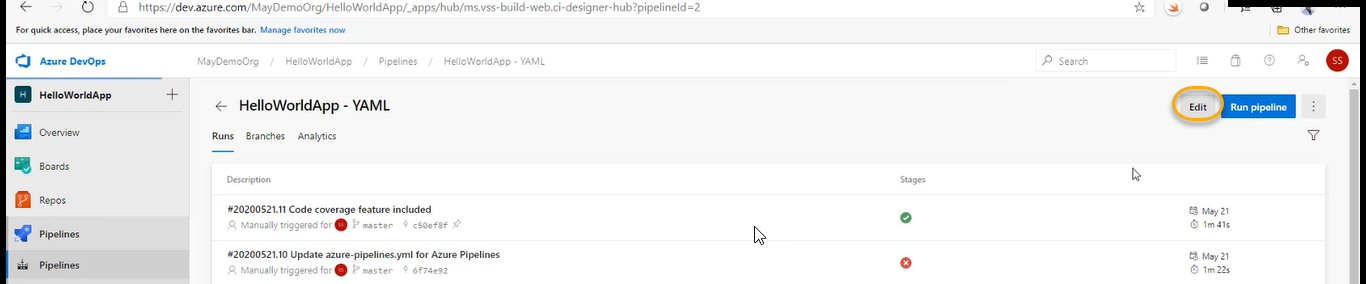 https://dev.azure.com/MayDemoOrg/HelloWorldApp/_apps/hub/ms.vss-build-web.ci-designer-hub?pipelineId=2
For quick access, place your favorites here on the favorites bar. Manage favorites now
Other favorites
Azure DevOps
MayDemoOrg / HelloWorldApp / Pipelines / HelloWorldApp - YAML
Search
SS
H HelloWorldApp
Overview
Boards
Repos
Pipelines
Pipelines
HelloWorldApp - YAML
Edit
Run pipeline
Runs Branches Analytics
Description Stages
#20200521.11 Code coverage feature included
Manually triggered for SS master c50ef8f
May 21
1m 41s
#20200521.10 Update azure-pipelines.yml for Azure Pipelines
Manually triggered for SS master 6f74e92
May 21
1m 22s